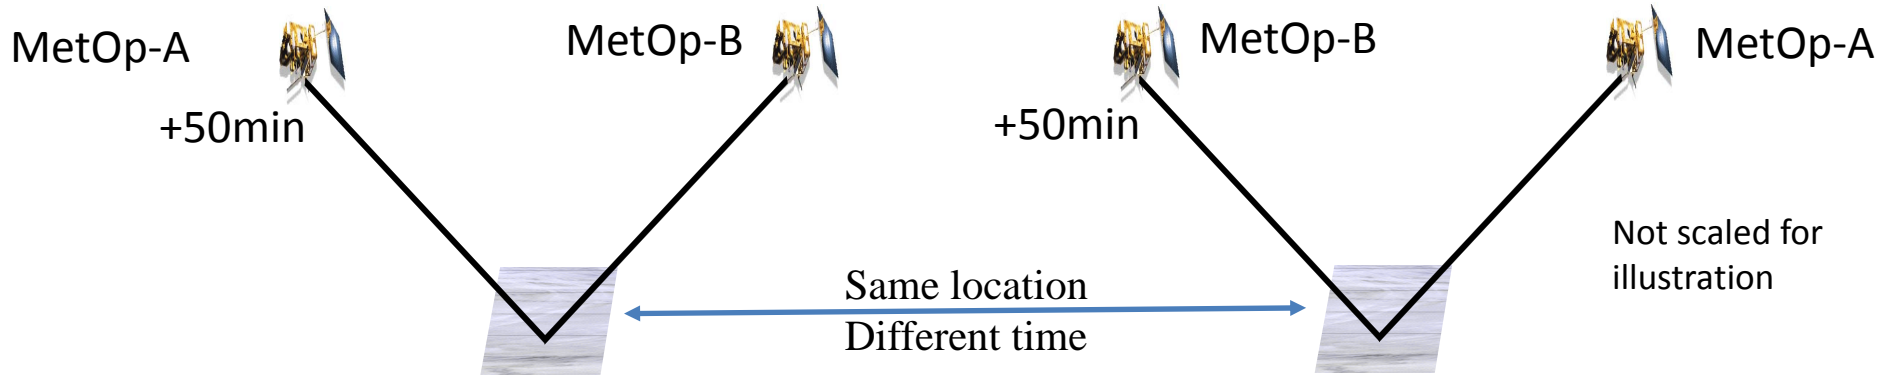 MetOp-A
MetOp-B
MetOp-B
MetOp-A
+50min
+50min
Not scaled for
illustration
Same location
Different time